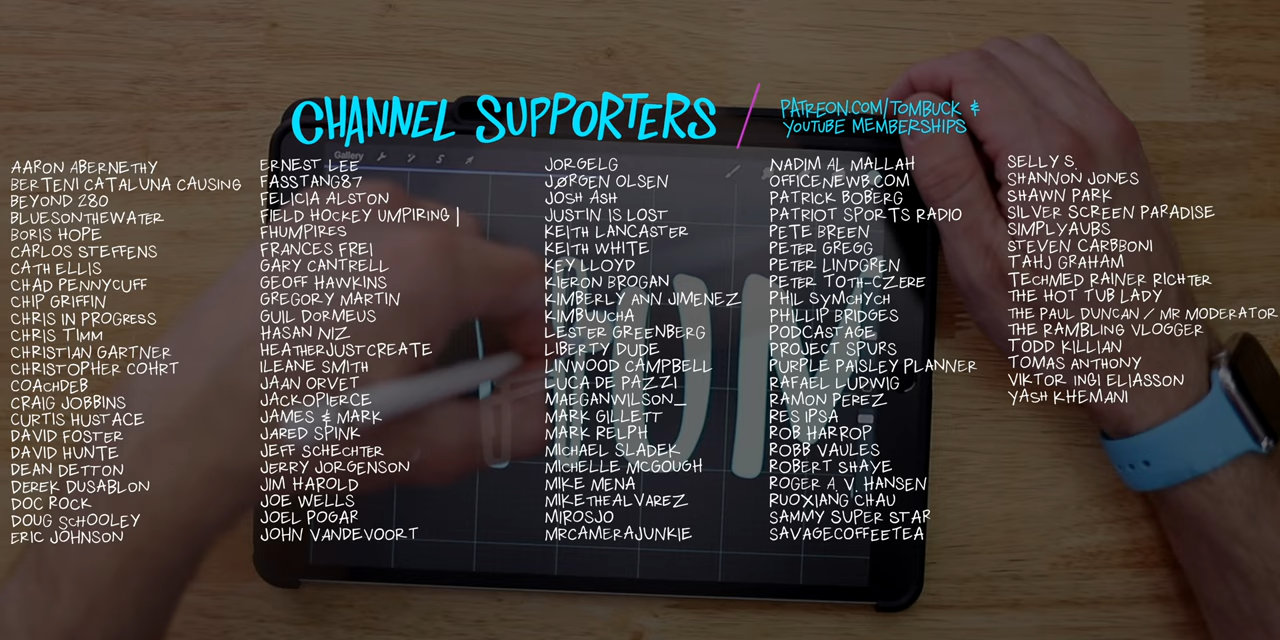 CHANNEL SUPPORTERS
PATREON.COM/TOMBUCK &
YOUTUBE MEMBERSHIPS
AARON ABERNETHY
BERTENI CATALUNA CAUSING
BEYOND 280
BLUESONTHEWATER
BORIS HOPE
CARLOS STEFFENS
CATH ELLIS
CHAD PENNYCUFF
CHIP GRIFFIN
CHRIS IN PROGRESS
CHRIS TIMM
CHRISTIAN GARTNER
CHRISTOPHER COHRT
COACHDEB
CRAIG JOBBINS
CURTIS HUSTACE
DAVID FOSTER
DAVID HUNTE
DEAN DETTON
DEREK DUSABLON
DOC ROCK
DOUG SCHOOLEY
ERIC JOHNSON
ERNEST LEE
FASSTANG87
FELICIA ALSTON
FIELD HOCKEY UMPIRING |
FHUMPIRES
FRANCES FREI
GARY CANTRELL
GEOFF HAWKINS
GREGORY MARTIN
GUIL DORMEUS
HASAN NIZ
HEATHERJUSTCREATE
ILEANE SMITH
JAAN ORVET
JACKOPIERCE
JAMES & MARK
JARED SPINK
JEFF SCHECHTER
JERRY JORGENSON
JIM HAROLD
JOE WELLS
JOEL POGAR
JOHN VANDEVOORT
JORGELG
JØRGEN OLSEN
JOSH ASH
JUSTIN IS LOST
KEITH LANCASTER
KEITH WHITE
KEV LLOYD
KIERON BROGAN
KIMBERLY ANN JIMENEZ
KIMBUUCHA
LESTER GREENBERG
LIBERTY DUDE
LINWOOD CAMPBELL
LUCA DE PAZZI
MAEGANWILSON_
MARK GILLETT
MARK RELPH
MICHAEL SLADEK
MICHELLE MCGOUGH
MIKE MENA
MIKETHEALVAREZ
MIROSJO
MRCAMERAJUNKIE
NADIM AL MALLAH
OFFICENEWB.COM
PATRICK BOBERG
PATRIOT SPORTS RADIO
PETE BREEN
PETER GREGG
PETER LINDGREN
PETER TOTH-CZERE
PHIL SYMCHYCH
PHILLIP BRIDGES
PODCASTAGE
PROJECT SPURS
PURPLE PAISLEY PLANNER
RAFAEL LUDWIG
RAMON PEREZ
RES IPSA
ROB HARROP
ROBB VAULES
ROBERT SHAYE
ROGER A. V. HANSEN
RUOXIANG CHAU
SAMMY SUPER STAR
SAVAGECOFFEETEA
SELLY S.
SHANNON JONES
SHAWN PARK
SILVER SCREEN PARADISE
SIMPLYAUBS
STEVEN CARBBONI
TAHJ GRAHAM
TECHMED RAINER RICHTER
THE HOT TUB LADY
THE PAUL DUNCAN / MR MODERATOR
THE RAMBLING VLOGGER
TODD KILLIAN
TOMAS ANTHONY
VIKTOR INGI ELIASSON
YASH KHEMANI
Gallery